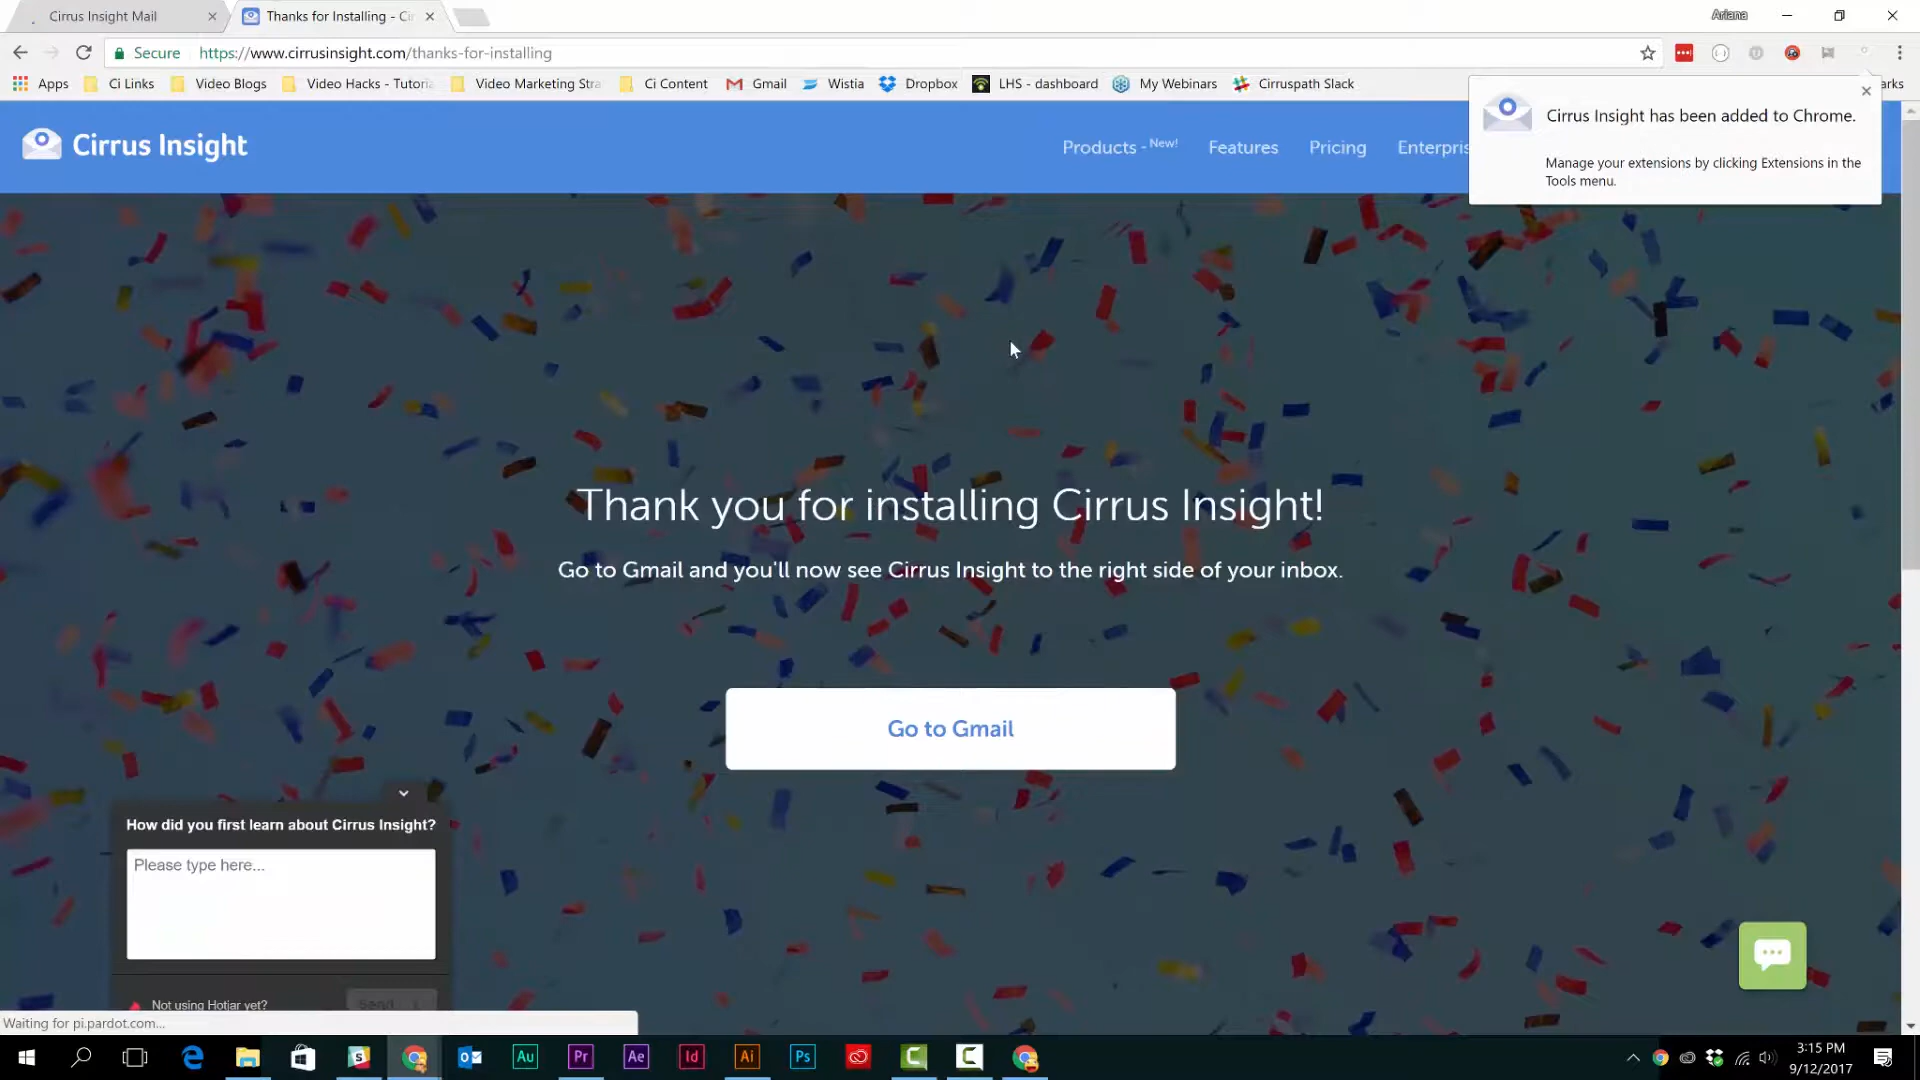 Cirrus Insight Mail
Thanks for Installing - Cir
Ariana
Secure
https://www.cirrusinsight.com/thanks-for-installing
Apps
Ci Links
Video Blogs
Video Hacks - Tutoria
Video Marketing Stra
Ci Content
Gmail
Wistia
Dropbox
LHS - dashboard
My Webinars
Cirruspath Slack
arks
Cirrus Insight has been added to Chrome.
Manage your extensions by clicking Extensions in the
Tools menu.
Cirrus Insight
Products - New!
Features
Pricing
Enterpris
Thank you for installing Cirrus Insight!
Go to Gmail and you'll now see Cirrus Insight to the right side of your inbox.
Go to Gmail
How did you first learn about Cirrus Insight?
Please type here...
Not using Hotjar yet?
Send
Waiting for pi.pardot.com...
Au
Pr
Ae
Id
Ai
Ps
3:15 PM
9/12/2017